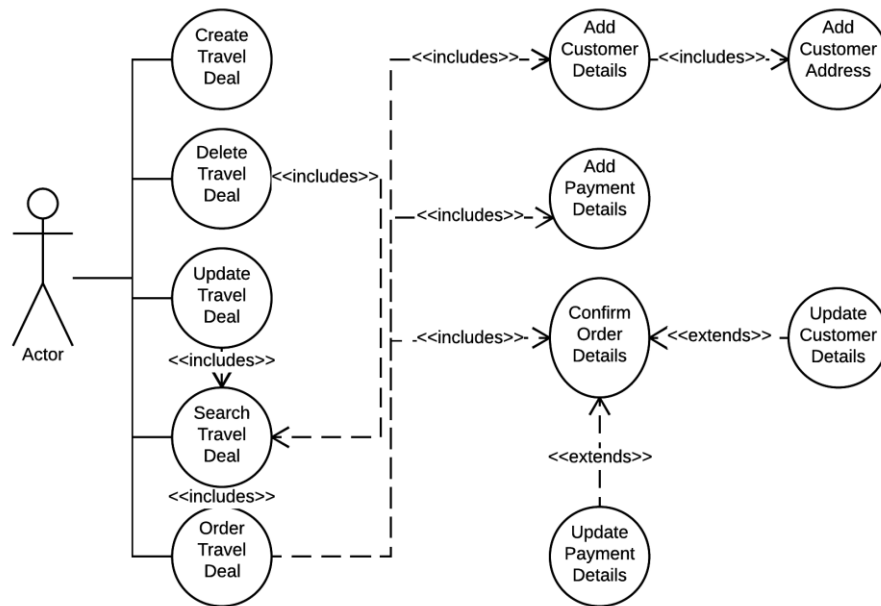 Create
Travel
Deal
<<includes>>
Add
Customer
Details
<<includes>>
Add
Customer
Address
Delete
Travel
Deal
<<includes>>
Add
Payment
Details
<<includes>>
Actor
Update
Travel
Deal
<<includes>>
<<includes>>
Confirm
Order
Details
<<extends>>
Update
Customer
Details
Search
Travel
Deal
<<includes>>
<<extends>>
Order
Travel
Deal
Update
Payment
Details